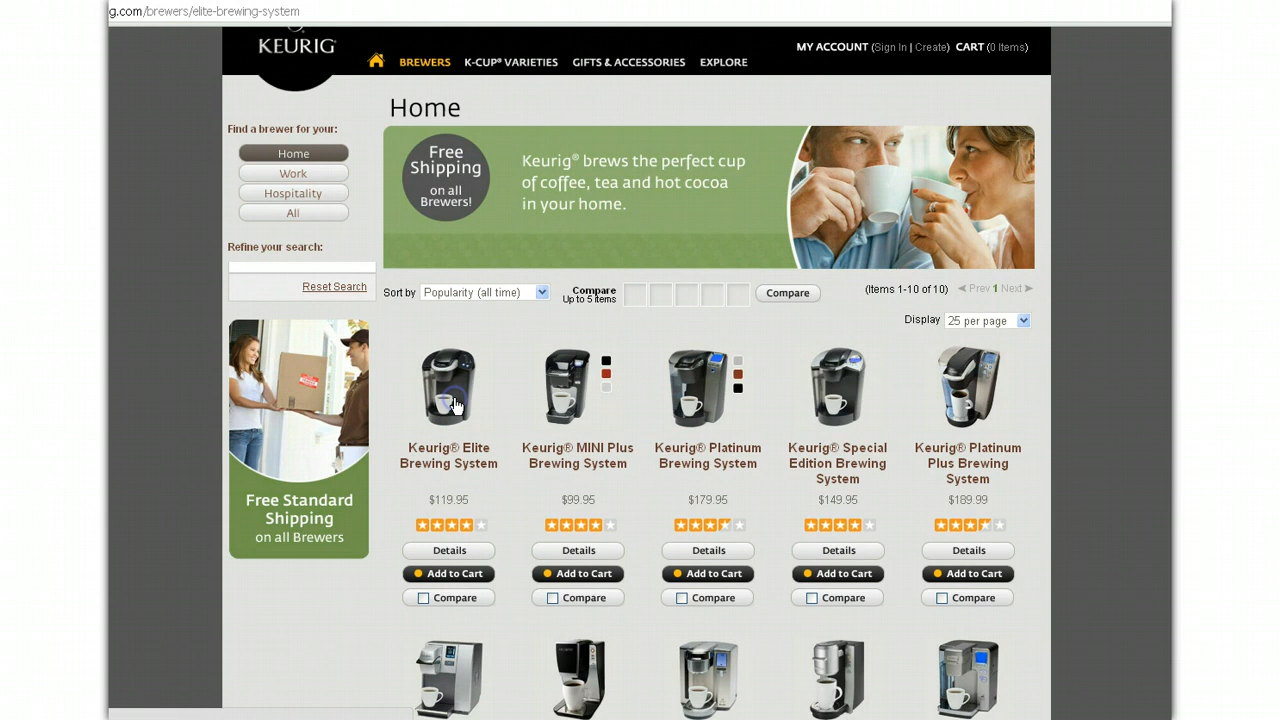 g.com/brewers/elite-brewing-system
KEURIG
MY ACCOUNT (Sign In | Create) CART (0 Items)
BREWERS K-CUP® VARIETIES GIFTS & ACCESSORIES EXPLORE
Home
Find a brewer for your:
Home
Work
Hospitality
All
Refine your search:
Reset Search
Free
Shipping
on all
Brewers!
Keurig® brews the perfect cup
of coffee, tea and hot cocoa
in your home.
Sort by Popularity (all time)
Compare
Up to 5 Items
Compare
(Items 1-10 of 10) Prev 1 Next
Display 25 per page
Free Standard
Shipping
on all Brewers
Keurig® Elite
Brewing System
$119.95
Details
Add to Cart
Compare
Keurig® MINI Plus
Brewing System
$99.95
Details
Add to Cart
Compare
Keurig® Platinum
Brewing System
$179.95
Details
Add to Cart
Compare
Keurig® Special
Edition Brewing
System
$149.95
Details
Add to Cart
Compare
Keurig® Platinum
Plus Brewing
System
$189.99
Details
Add to Cart
Compare